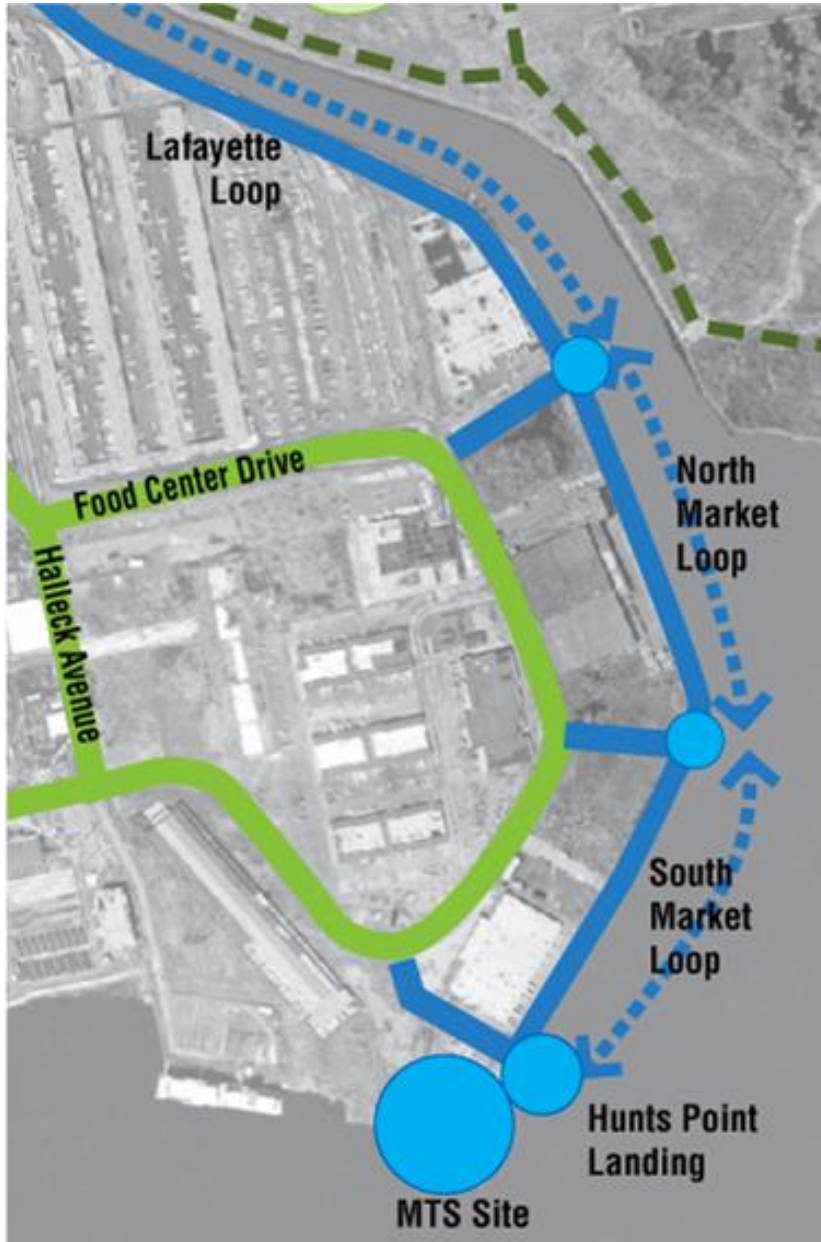 Lafayette
Loop
Food Center Drive
North
Market
Loop
Halleck Avenue
South
Market
Loop
Hunts Point
Landing
MTS Site